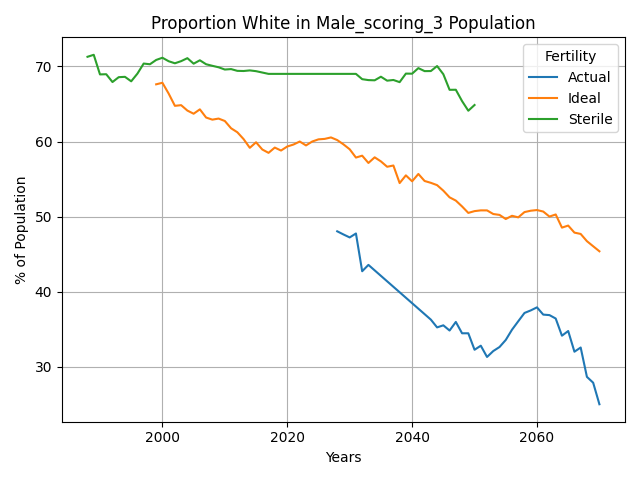 Proportion White in Male_scoring_3 Population
% of Population
70
60
50
40
30
Fertility
Actual
Ideal
Sterile
2000
2020
2040
2060
Years